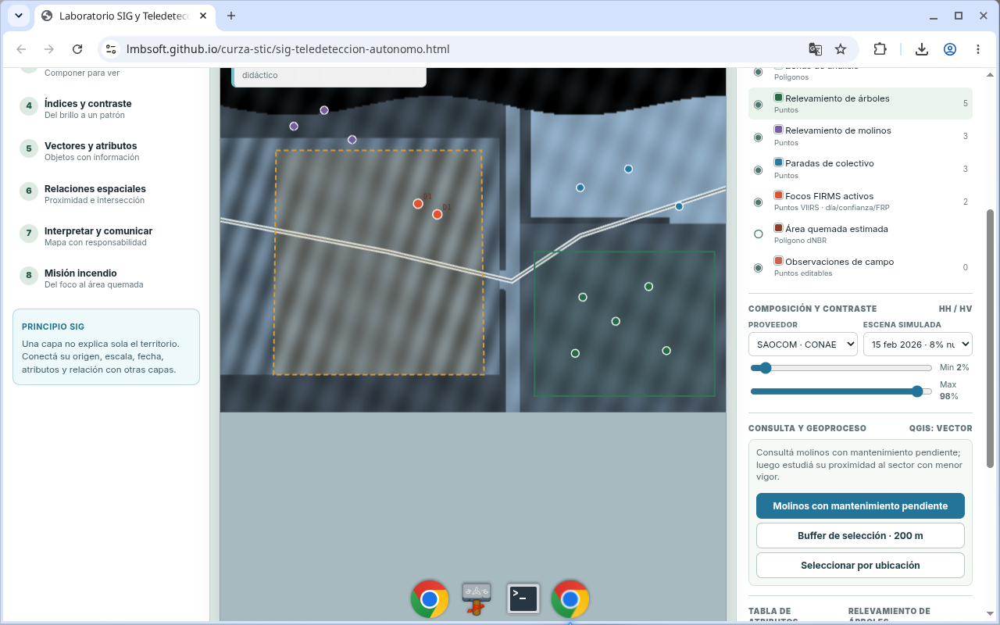 Laboratorio SIG y Teledetec
lmbsoft.github.io/curza-stic/sig-teledeteccion-autonomo.html
Componer para ver
4
Índices y contraste
Del brillo a un patrón
5
Vectores y atributos
Objetos con información
6
Relaciones espaciales
Proximidad e intersección
7
Interpretar y comunicar
Mapa con responsabilidad
8
Misión incendio
Del foco al área quemada
PRINCIPIO SIG
Una capa no explica sola el territorio.
Conectá su origen, escala, fecha,
atributos y relación con otras capas.
didáctico
D1
D1
Polígonos
Relevamiento de árboles
Puntos
5
Relevamiento de molinos
Puntos
3
Paradas de colectivo
Puntos
3
Focos FIRMS activos
Puntos VIIRS · día/confianza/FRP
2
Área quemada estimada
Polígono dNBR
Observaciones de campo
Puntos editables
0
COMPOSICIÓN Y CONTRASTE
HH / HV
PROVEEDOR
ESCENA SIMULADA
SAOCOM · CONAE
15 feb 2026 · 8% nu
Min 2%
Max
98%
CONSULTA Y GEOPROCESO
QGIS: VECTOR
Consultá molinos con mantenimiento pendiente;
luego estudiá su proximidad al sector con menor
vigor.
Molinos con mantenimiento pendiente
Buffer de selección · 200 m
Seleccionar por ubicación
TABLA DE
RELEVAMIENTO DE